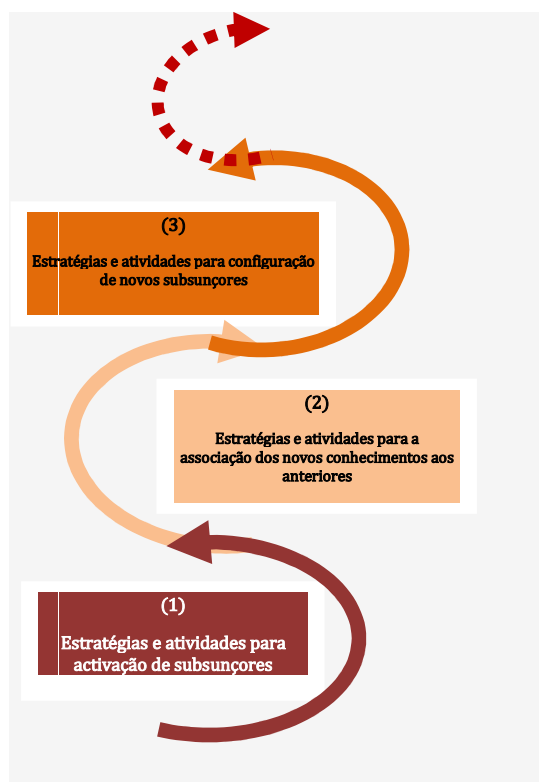 (3)
Estratégias e atividades para configuração
de novos subsunçores
(2)
Estratégias e atividades para a
associação dos novos conhecimentos aos
anteriores
(1)
Estratégias e atividades para
activação de subsunçores